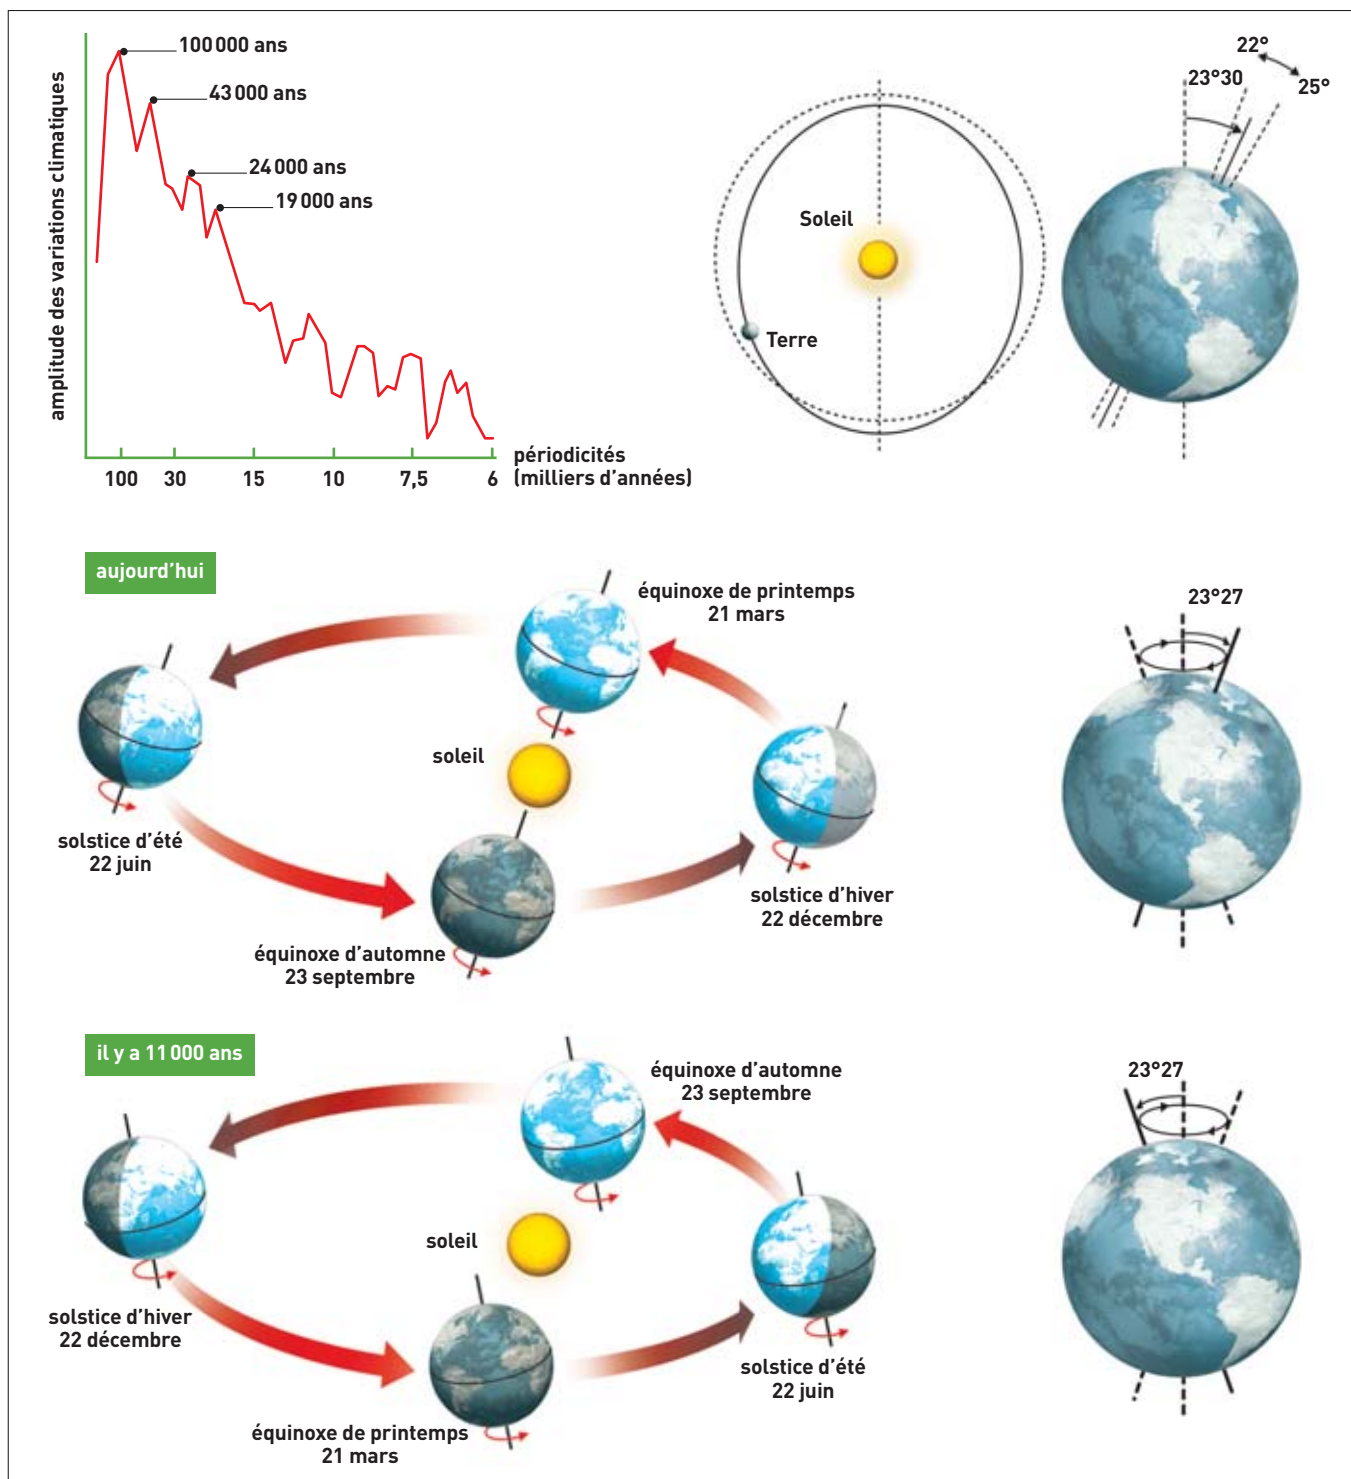 100 000 ans
43 000 ans
24 000 ans
19 000 ans
amplitude des variations climatiques
100 30 15 10 7,5 6
périodicités
(milliers d'années)
Soleil
Terre
22°
23°30
25°
aujourd'hui
équinoxe de printemps
21 mars
soleil
solstice d'été
22 juin
solstice d'hiver
22 décembre
équinoxe d'automne
23 septembre
23°27
il y a 11 000 ans
équinoxe d'automne
23 septembre
soleil
solstice d'hiver
22 décembre
solstice d'été
22 juin
équinoxe de printemps
21 mars
23°27